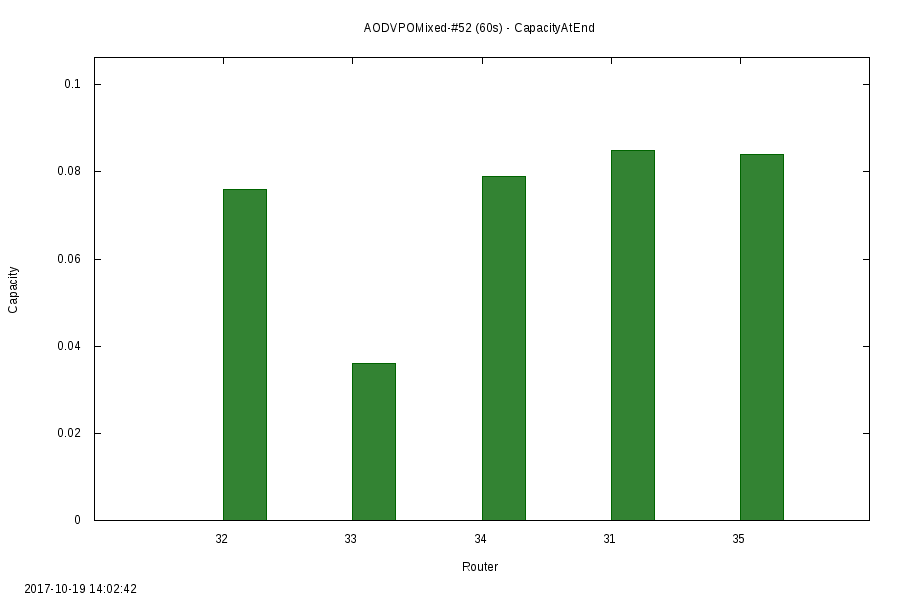 AODVPOMixed-#52 (60s) - CapacityAtEnd
0.1
0.08
0.06
0.04
0.02
0
Capacity
32 33 34 31 35
Router
2017-10-19 14:02:42